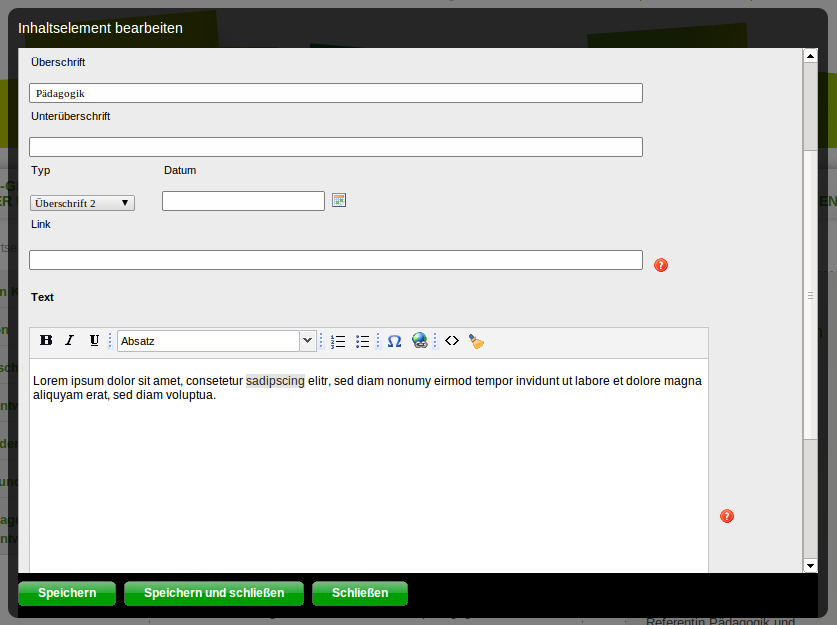 Inhaltselement bearbeiten
Überschrift
Pädagogik
Unterüberschrift
Typ Datum
Überschrift 2
Link
Text
B I U Absatz
Lorem ipsum dolor sit amet, consetetur sadipscing elitr, sed diam nonumy eirmod tempor invidunt ut labore et dolore magna
aliquyam erat, sed diam voluptua.
Speichern Speichern und schließen Schließen
Referentin Pädagogik und